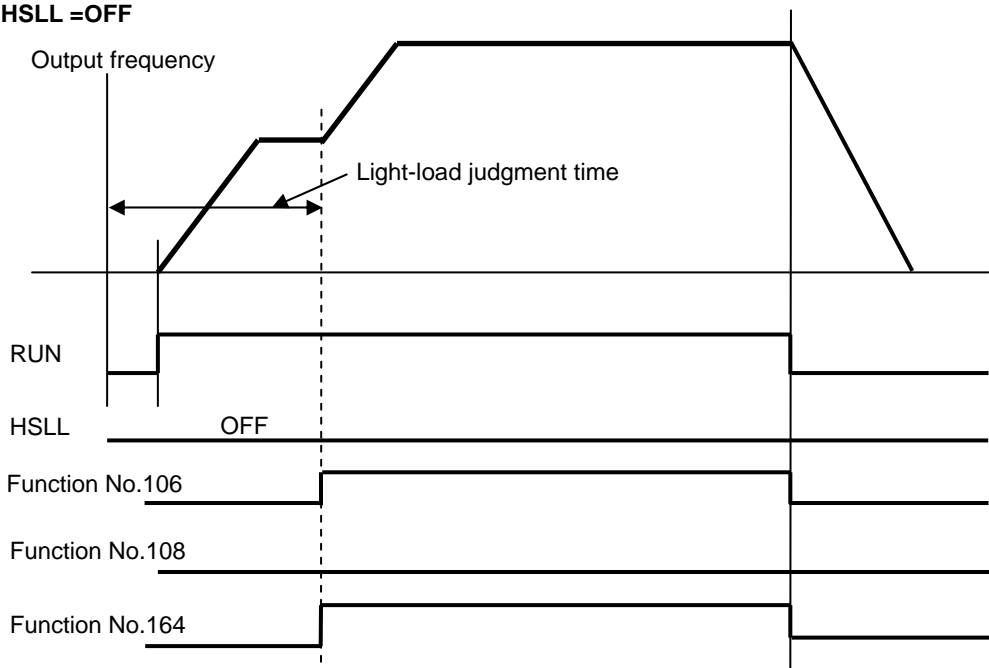 HSLL =OFF
Output frequency
Light-load judgment time
RUN
HSLL
OFF
Function No.106
Function No.108
Function No.164